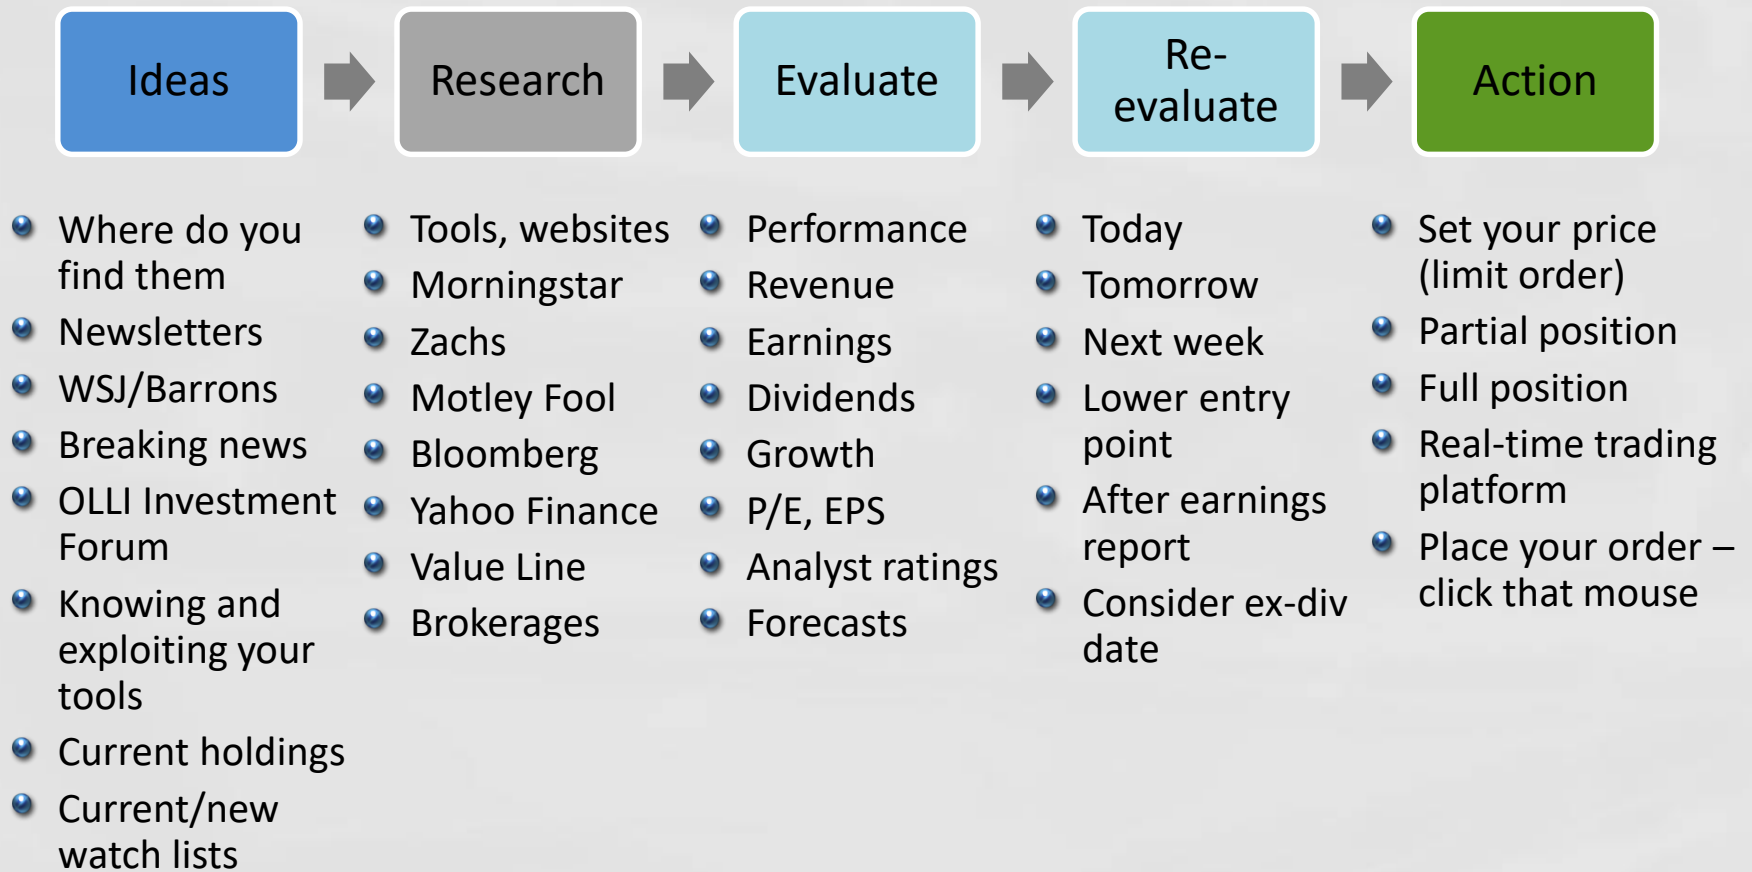 Ideas
Research
Evaluate
Re-
evaluate
Action
Where do you
find them
Newsletters
WSJ/Barrons
Breaking news
OLLI Investment
Forum
Knowing and
exploiting your
tools
Current holdings
Current/new
watch lists
Tools, websites
Morningstar
Zachs
Motley Fool
Bloomberg
Yahoo Finance
Value Line
Brokerages
Performance
Revenue
Earnings
Dividends
Growth
P/E, EPS
Analyst ratings
Forecasts
Today
Tomorrow
Next week
Lower entry
point
After earnings
report
Consider ex-div
date
Set your price
(limit order)
Partial position
Full position
Real-time trading
platform
Place your order –
click that mouse